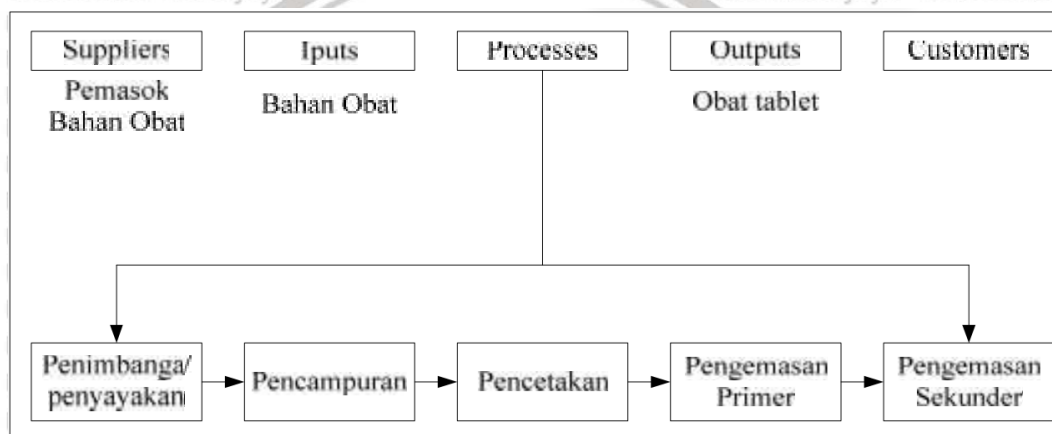 Suppliers
Iputs
Processes
Outputs
Customers
Pemasok
Bahan Obat
Bahan Obat
Obat tablet
Penimbanga/
penyayakan
Pencampuran
Pencetakan
Pengemasan
Primer
Pengemasan
Sekunder